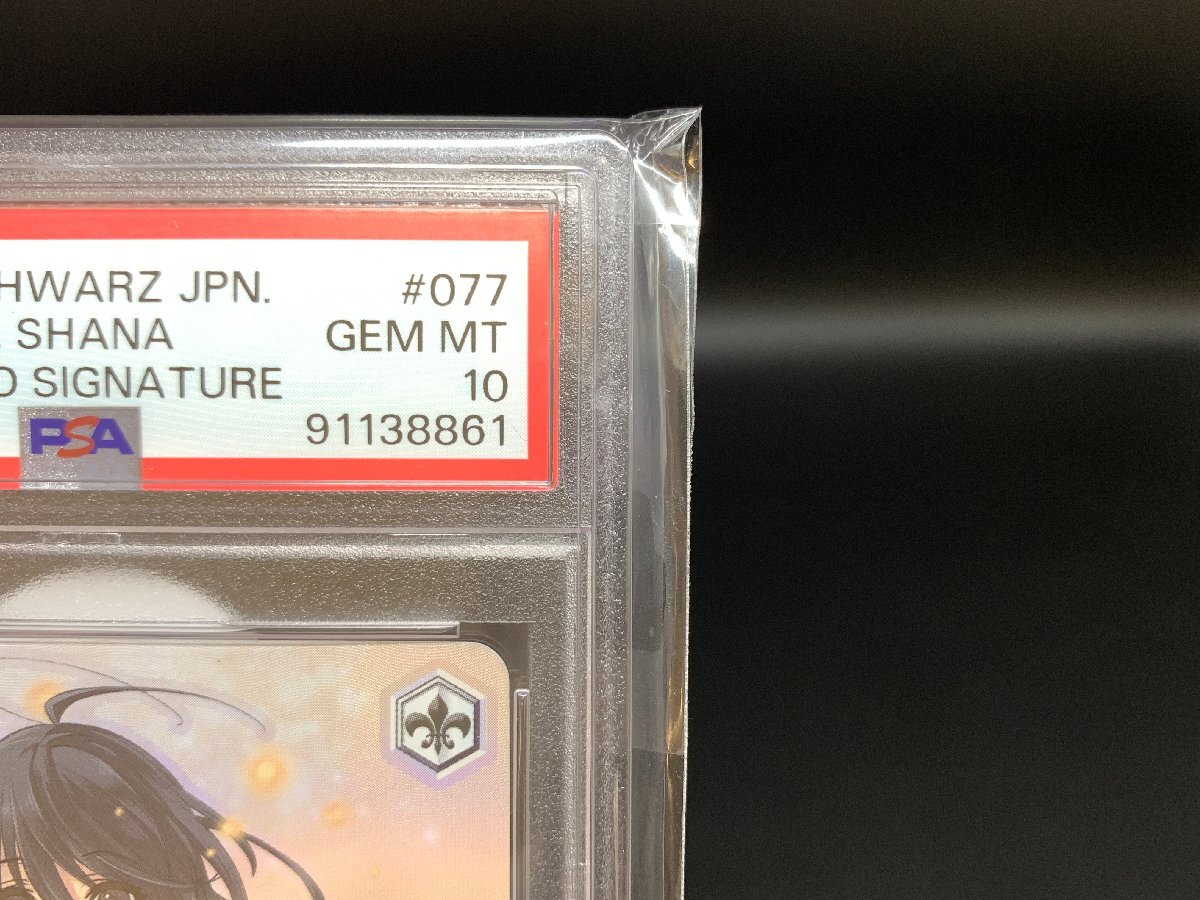 HWARZ JPN. #077
SHANA GEM MT
SIGNATURE 10
PSA 91138861